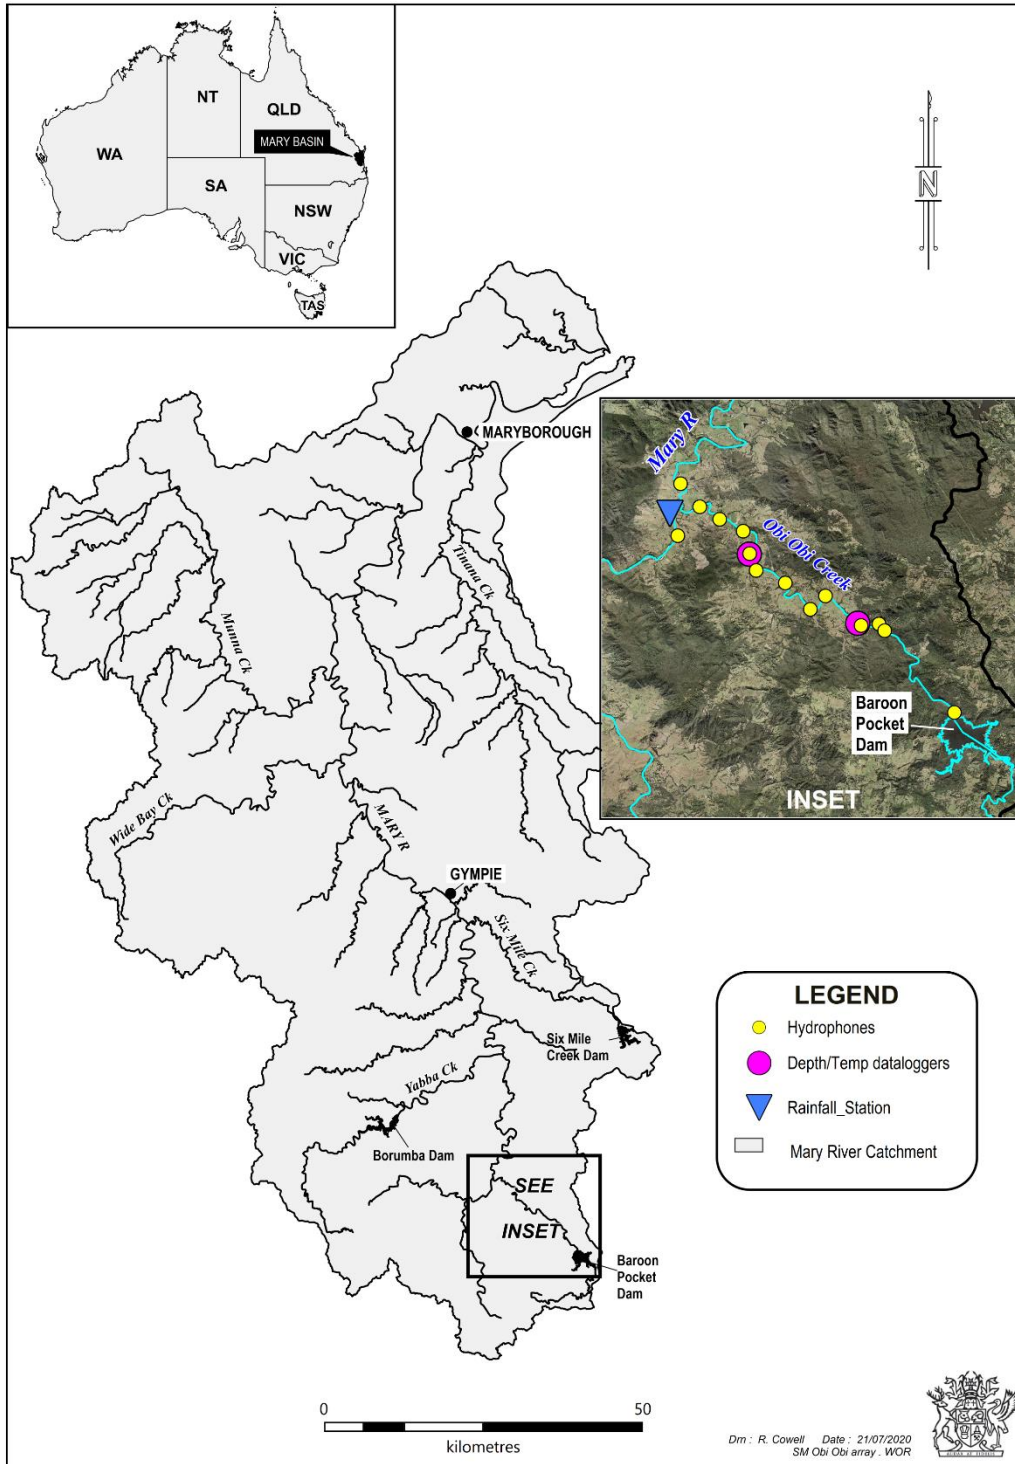 NT
QLD
MARY BASIN
WA
SA
NSW
VIC
TAS
N
MARYBOROUGH
Mary R
Obi Obi Creek
Baroon
Pocket
Dam
INSET
Tinana Ck
Munna Ck
Wide Bay Ck
MARY R
GYMPIE
Six Mile Ck
Six Mile
Creek Dam
Yabba Ck
Borumba Dam
SEE
INSET
Baroon
Pocket
Dam
LEGEND
Hydrophones
Depth/Temp dataloggers
Rainfall_Station
Mary River Catchment
0 50
kilometres
Drn : R. Cowell Date : 21/07/2020
SM Obi Obi array . WOR